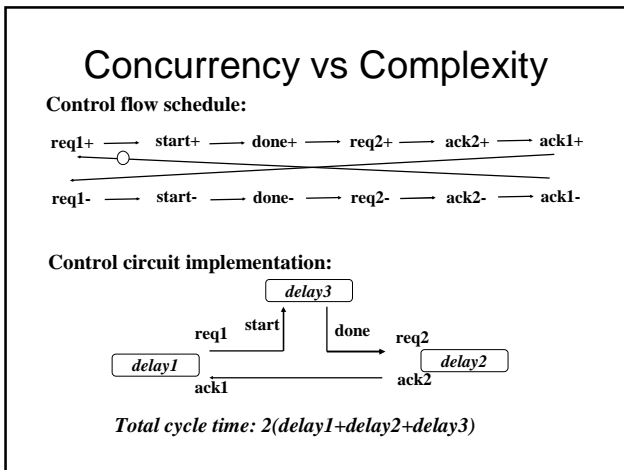 Concurrency vs Complexity
Control flow schedule:
req1+ start+ done+ req2+ ack2+ ack1+
req1- start- done- req2- ack2- ack1-
Control circuit implementation:
delay3
req1 start done req2
delay1 delay2
ack1 ack2
Total cycle time: 2(delay1+delay2+delay3)